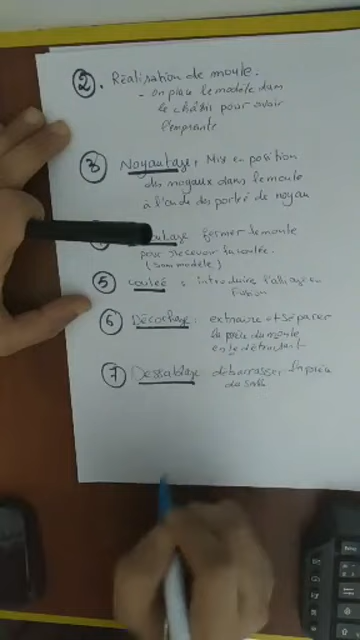 2. Réalisation de moule.
- on place le modèle dans
le châssis pour avoir
l'empreinte
3 Noyautage : Mise en position
des noyaux dans le moule
à l'aide des portée de noyau
fermer le moule
pour recevoir la coulée.
(sans modèle)
5 coulée : introduire l'alliage en
fusion
6 Décochage : extraire et séparer
la pièce du moule
en le détruisant
7 Dessablage débarrasser la pièce
du sable